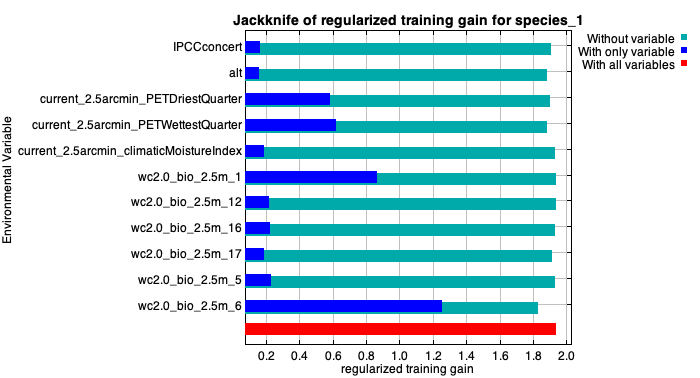 Jackknife of regularized training gain for species_1
Without variable
With only variable
With all variables
Environmental Variable
IPCCconcert
alt
current_2.5arcmin_PETDriestQuarter
current_2.5arcmin_PETWettestQuarter
current_2.5arcmin_climaticMoistureIndex
wc2.0_bio_2.5m_1
wc2.0_bio_2.5m_12
wc2.0_bio_2.5m_16
wc2.0_bio_2.5m_17
wc2.0_bio_2.5m_5
wc2.0_bio_2.5m_6
0.2 0.4 0.6 0.8 1.0 1.2 1.4 1.6 1.8 2.0
regularized training gain